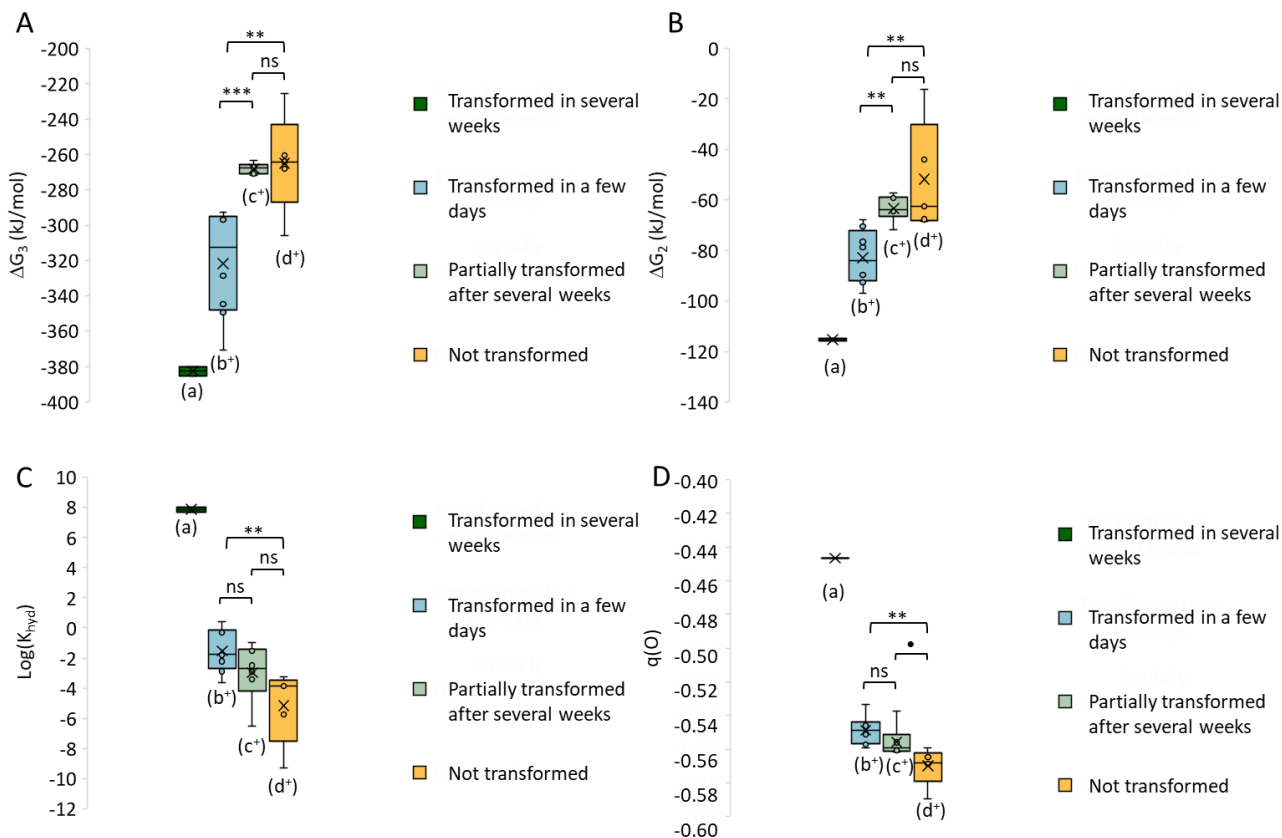 A
-200
-220
-240
-260
-280
-300
-320
-340
-360
-380
-400
ΔG₃ (kJ/mol)
**
ns
***
(a)
(b⁺)
(c⁺)
(d⁺)
Transformed in several
weeks
Transformed in a few
days
Partially transformed
after several weeks
Not transformed
B
0
-20
-40
-60
-80
-100
-120
-140
ΔG₂ (kJ/mol)
**
ns
**
(a)
(b⁺)
(c⁺)
(d⁺)
Transformed in several
weeks
Transformed in a few
days
Partially transformed
after several weeks
Not transformed
C
10
8
6
4
2
0
-2
-4
-6
-8
-10
-12
Log(K_hyd)
**
ns
ns
(a)
(b⁺)
(c⁺)
(d⁺)
Transformed in several
weeks
Transformed in a few
days
Partially transformed
after several weeks
Not transformed
D
-0.40
-0.42
-0.44
-0.46
-0.48
-0.50
-0.52
-0.54
-0.56
-0.58
-0.60
q(O)
**
•
ns
(a)
(b⁺)
(c⁺)
(d⁺)
Transformed in several
weeks
Transformed in a few
days
Partially transformed
after several weeks
Not transformed